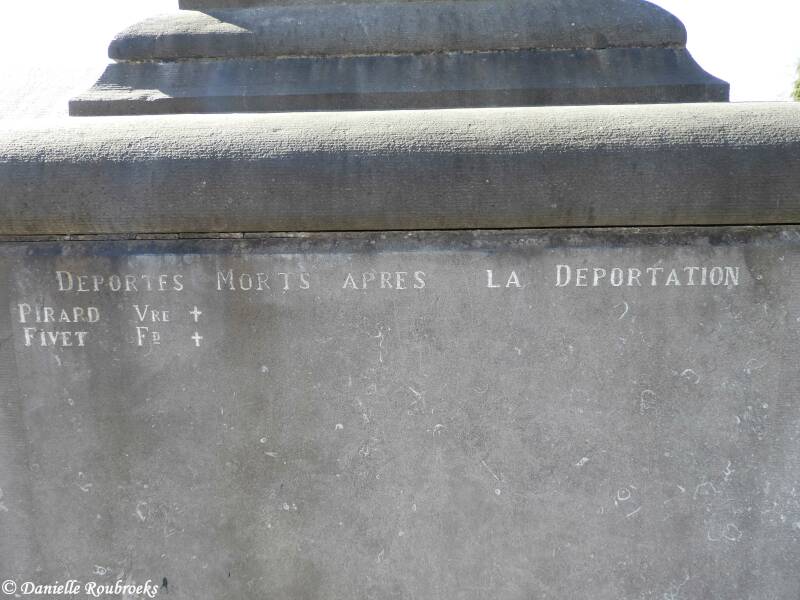 DEPORTES MORTS APRES LA DEPORTATION
PIRARD VRE ✝
FIVET FD ✝
© Danielle Roubroeks